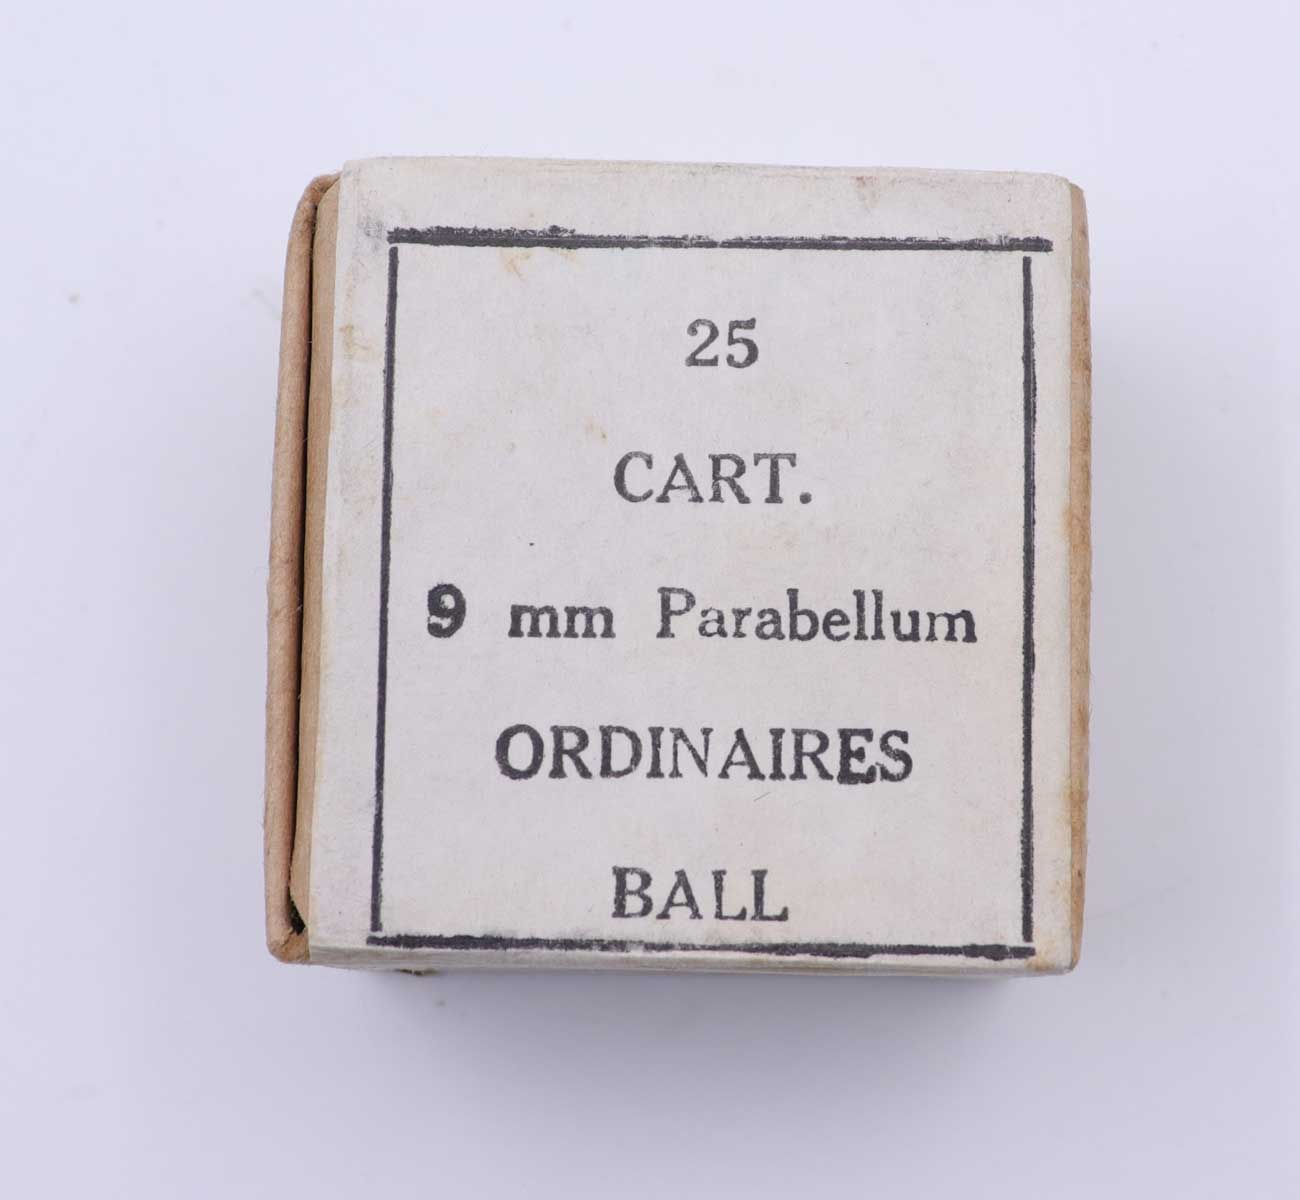 25
CART.
9 mm Parabellum
ORDINAIRES
BALL